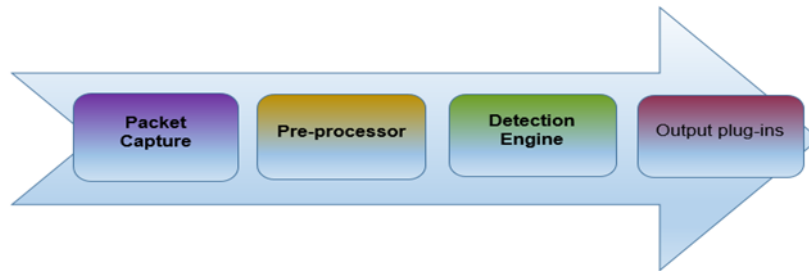 Packet
Capture
Pre-processor
Detection
Engine
Output plug-ins